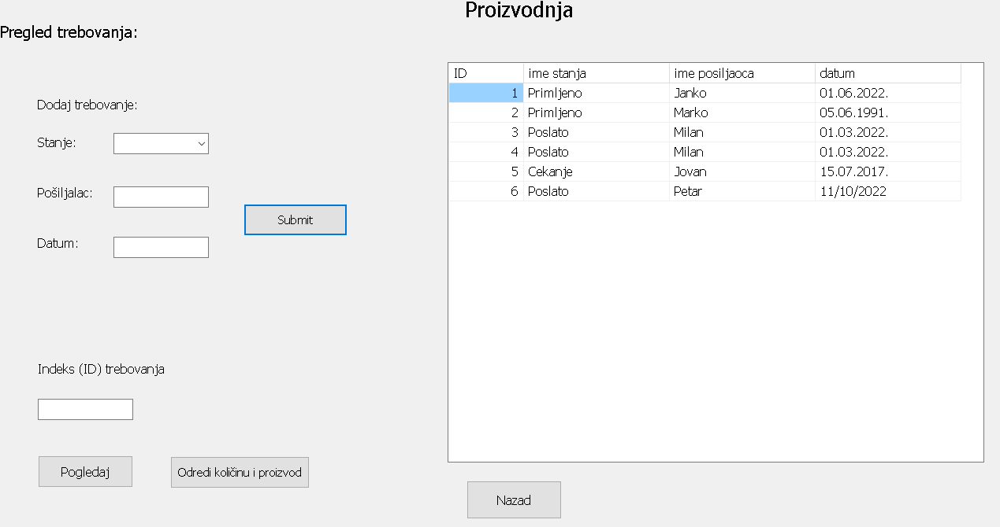 Proizvodnja
Pregled trebovanja:
Dodaj trebovanje:
Stanje:
Pošiljalac:
Submit
Datum:
Indeks (ID) trebovanja
Pogledaj
Odredi količinu i proizvod
ID ime stanja ime posiljaoca datum
1 Primljeno Janko 01.06.2022.
2 Primljeno Marko 05.06.1991.
3 Poslato Milan 01.03.2022.
4 Poslato Milan 01.03.2022.
5 Cekanje Jovan 15.07.2017.
6 Poslato Petar 11/10/2022
Nazad